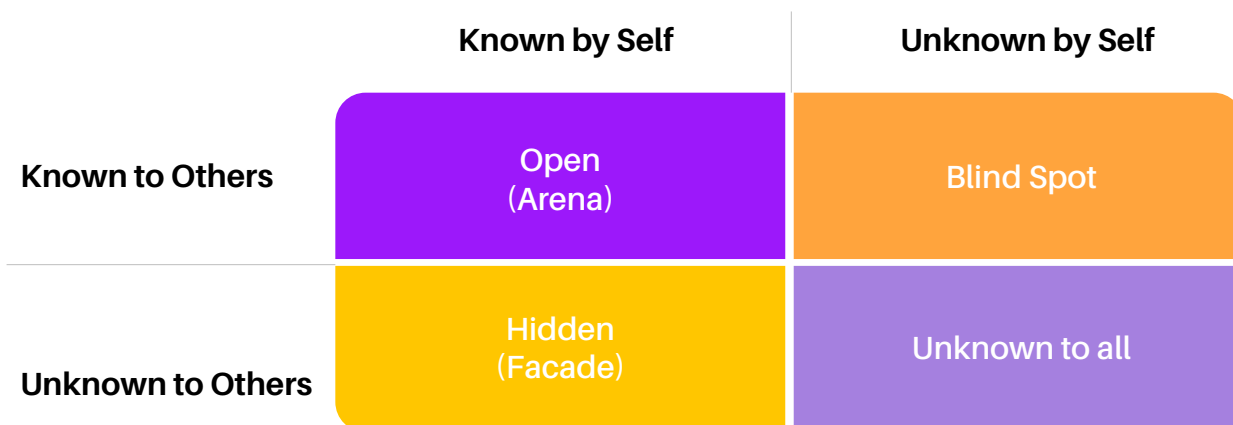 Known by Self
Unknown by Self
Known to Others
Open
(Arena)
Blind Spot
Unknown to Others
Hidden
(Facade)
Unknown to all